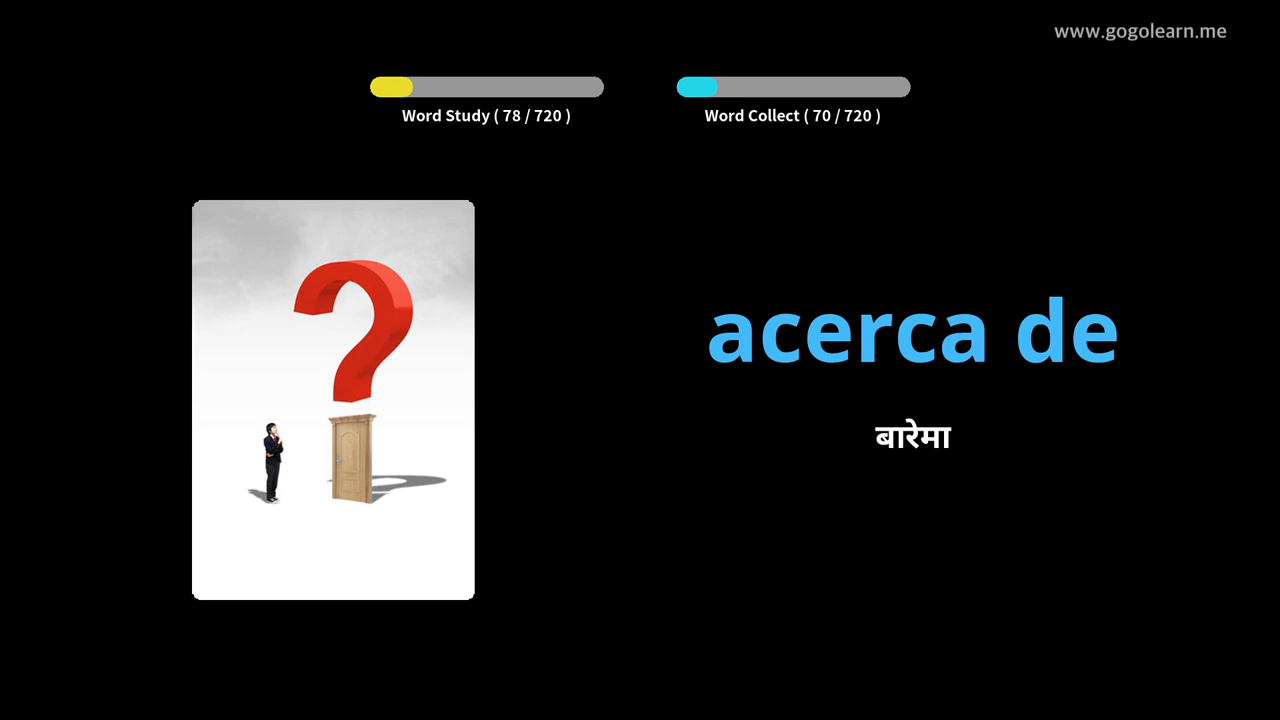 www.gogolearn.me
Word Study ( 78 / 720 )
Word Collect ( 70 / 720 )
acerca de
बारेमा